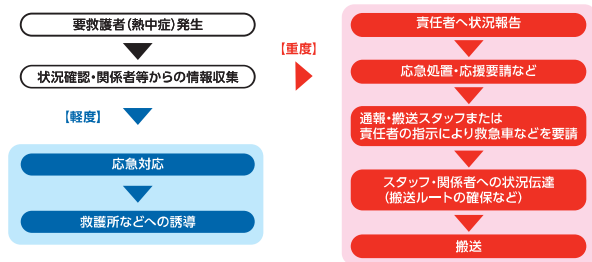 要救護者（熱中症）発生
状況確認・関係者等からの情報収集
【軽度】
応急対応
救護所などへの誘導
【重度】
責任者へ状況報告
応急処置・応援要請など
通報・搬送スタッフまたは
責任者の指示により救急車などを要請
スタッフ・関係者への状況伝達
（搬送ルートの確保など）
搬送